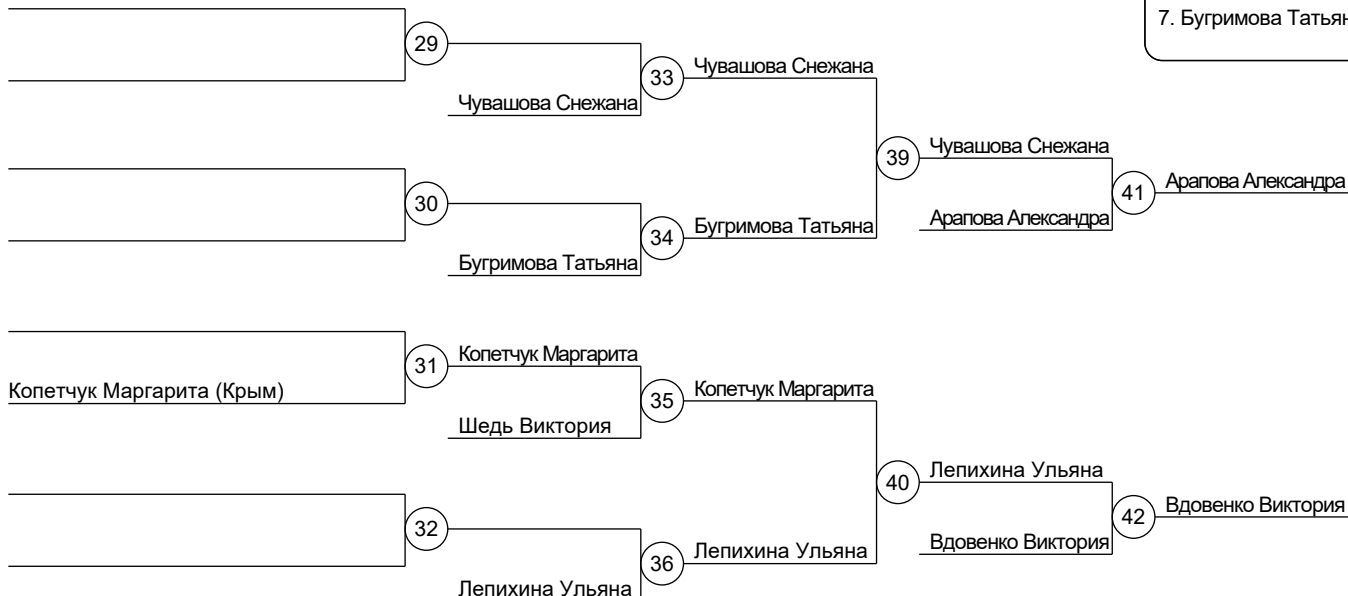 7. Бугримова Татьян
29
33
Чувашова Снежана
Чувашова Снежана
39
Чувашова Снежана
41
Арапова Александра
Арапова Александра
30
34
Бугримова Татьяна
Бугримова Татьяна
31
Копетчук Маргарита
Копетчук Маргарита (Крым)
35
Копетчук Маргарита
Шедь Виктория
40
Лепихина Ульяна
42
Вдовенко Виктория
Вдовенко Виктория
32
36
Лепихина Ульяна
Лепихина Ульяна